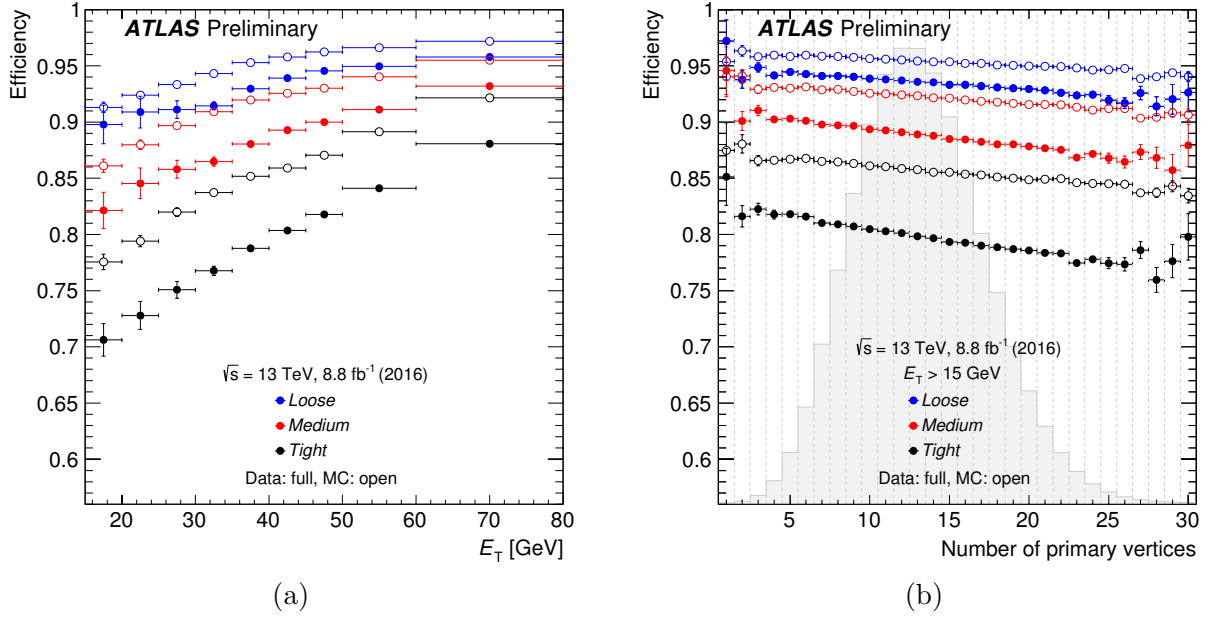 ATLAS Preliminary
Efficiency
1
0.95
0.9
0.85
0.8
0.75
0.7
0.65
0.6
√s = 13 TeV, 8.8 fb⁻¹ (2016)
Loose
Medium
Tight
Data: full, MC: open
20 30 40 50 60 70 80
E_T [GeV]
(a)
ATLAS Preliminary
Efficiency
1
0.95
0.9
0.85
0.8
0.75
0.7
0.65
0.6
√s = 13 TeV, 8.8 fb⁻¹ (2016)
E_T > 15 GeV
Loose
Medium
Tight
Data: full, MC: open
5 10 15 20 25 30
Number of primary vertices
(b)